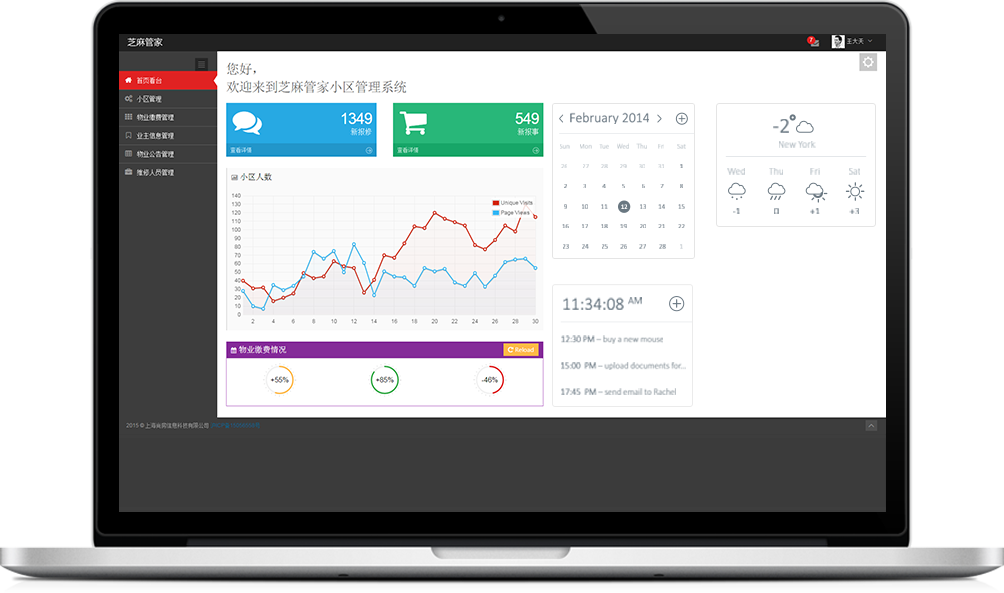 芝麻管家
7
王大天
首页看台
小区管理
物业缴费管理
业主信息管理
物业公告管理
维修人员管理
您好，
欢迎来到芝麻管家小区管理系统
1349
新报修
查看详情
549
新报事
查看详情
小区人数
Unique Visits
Page Views
140
130
120
110
100
90
80
70
60
50
40
30
20
10
0
2 4 6 8 10 12 14 16 18 20 22 24 26 28 30
物业缴费情况
Reload
+55%
+85%
-46%
February 2014
Sun Mon Tue Wed Thu Fri Sat
26 27 28 29 30 31 1
2 3 4 5 6 7 8
9 10 11 12 13 14 15
16 17 18 19 20 21 22
23 24 25 26 27 28 1
11:34:08 AM
12:30 PM – buy a new mouse
15:00 PM – upload documents for...
17:45 PM – send email to Rachel
-2°
New York
Wed Thu Fri Sat
-1 0 +1 +3
2015 © 上海
信息科技有限公司